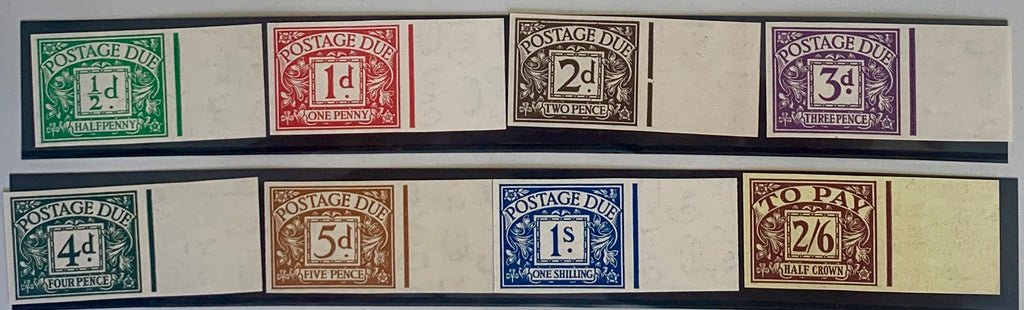 POSTAGE DUE
½d
HALFPENNY
POSTAGE DUE
1d.
ONE PENNY
POSTAGE DUE
2d.
TWO PENCE
POSTAGE DUE
3d.
THREE PENCE
POSTAGE DUE
4d.
FOUR PENCE
POSTAGE DUE
5d
FIVE PENCE
POSTAGE DUE
1s.
ONE SHILLING
TO PAY
2/6
HALF CROWN